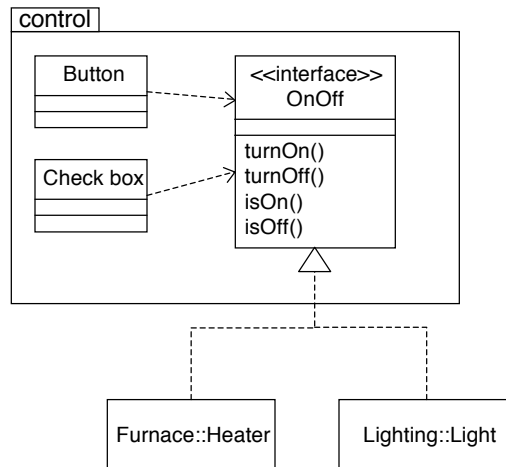 control
Button
Check box
<<interface>>
OnOff
turnOn()
turnOff()
isOn()
isOff()
Furnace::Heater
Lighting::Light